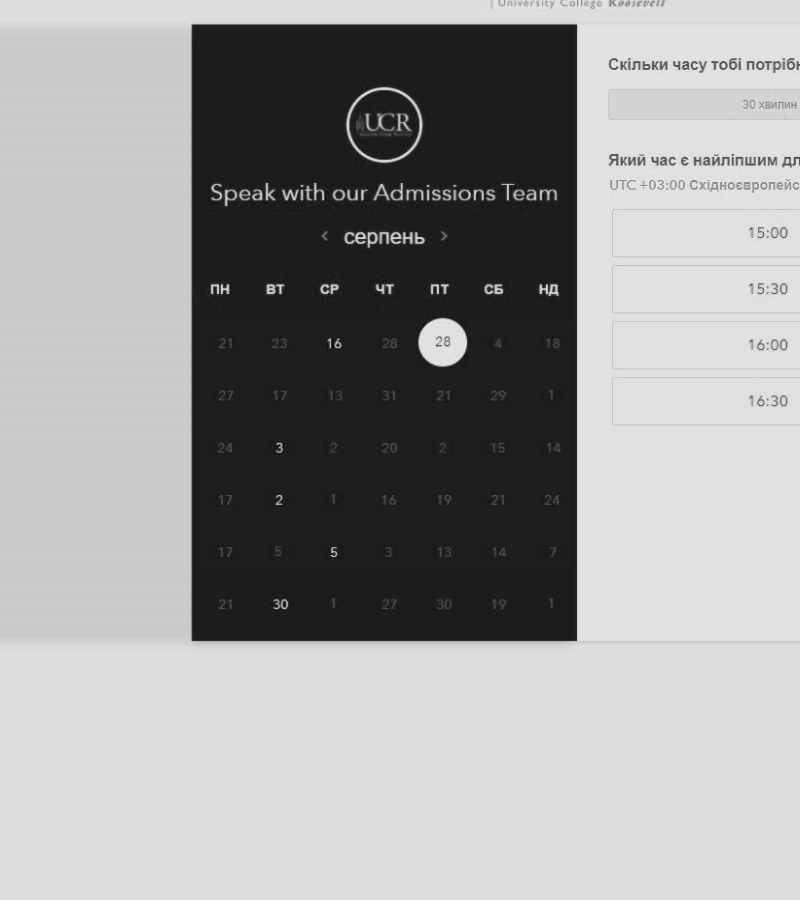 | University College Roosevelt
UCR
Speak with our Admissions Team
< серпень >
ПН ВТ СР ЧТ ПТ СБ НД
21 23 16 28 28 4 18
27 17 13 31 21 29 1
24 3 2 20 2 15 14
17 2 1 16 19 21 24
17 5 5 3 13 14 7
21 30 1 27 30 19 1
Скільки часу тобі
30 хвилин
Який час є найліпшим
UTC +03:00
15:00
15:30
16:00
16:30